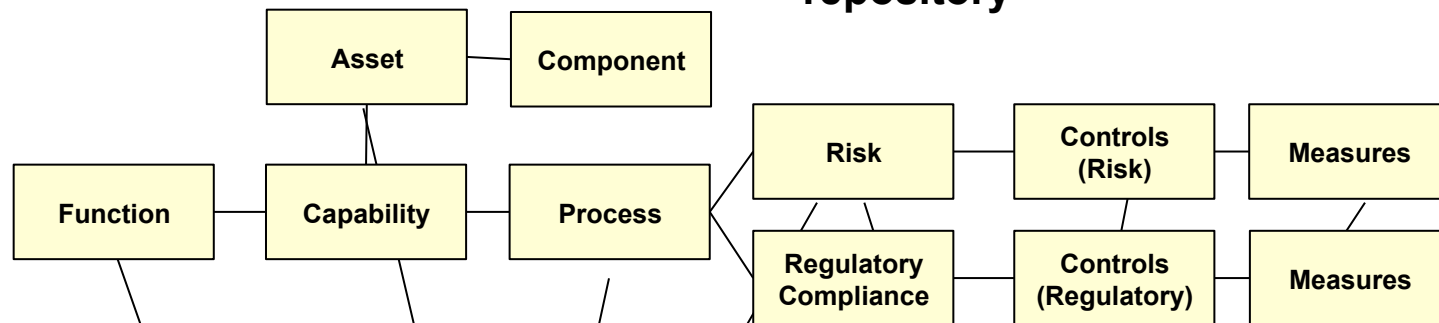 repository
Asset
Component
Risk
Controls
(Risk)
Measures
Function
Capability
Process
Regulatory
Compliance
Controls
(Regulatory)
Measures